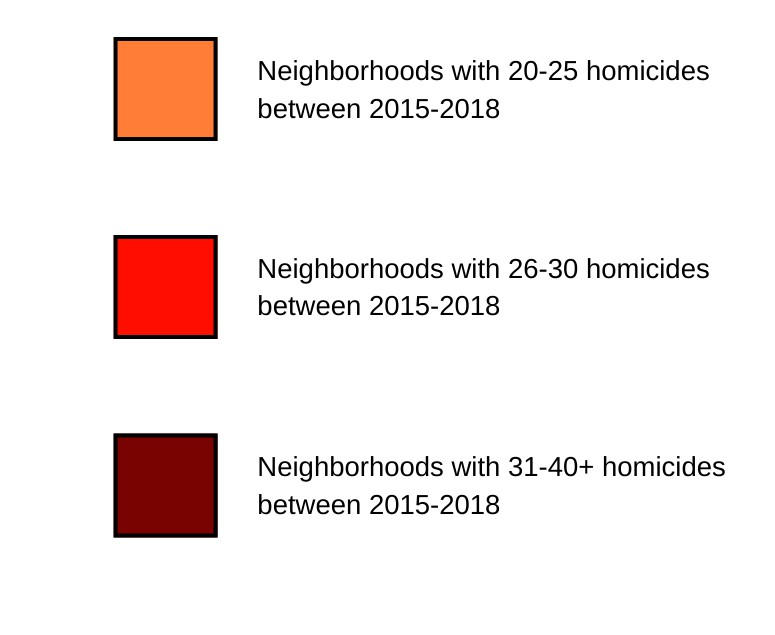 Neighborhoods with 20-25 homicides
between 2015-2018
Neighborhoods with 26-30 homicides
between 2015-2018
Neighborhoods with 31-40+ homicides
between 2015-2018